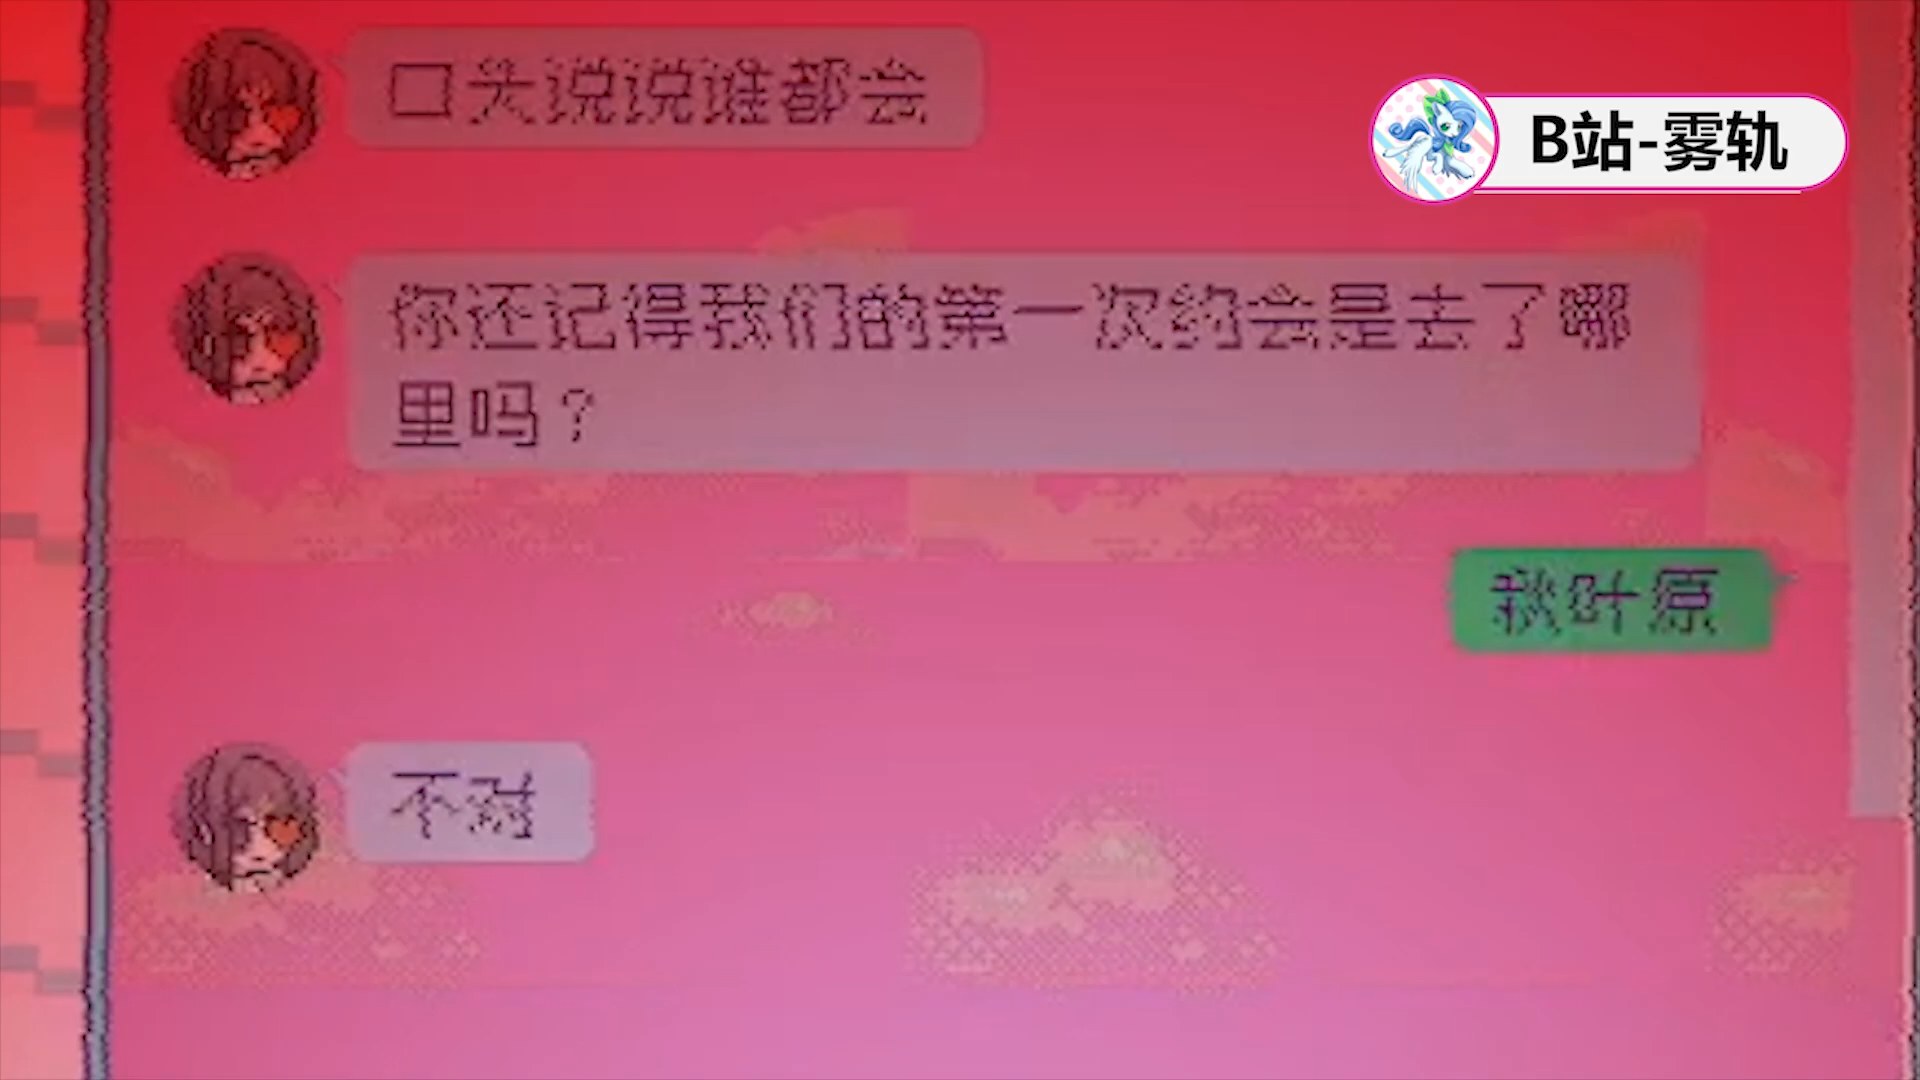 口头说说谁都会
B站-雾轨
你还记得我们的第一次约会是去了哪
里吗？
秋叶原
不对